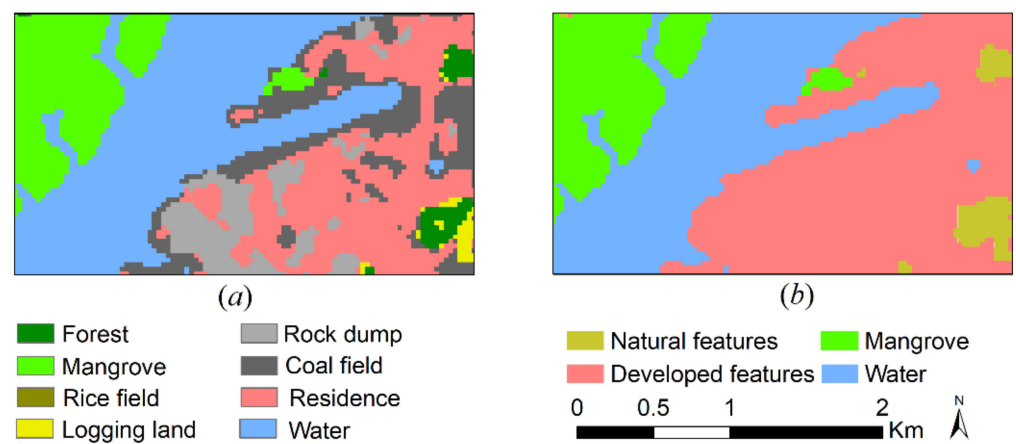 (a)
(b)
Forest
Mangrove
Rice field
Logging land
Rock dump
Coal field
Residence
Water
Natural features
Developed features
Mangrove
Water
0 0.5 1 2
Km
N